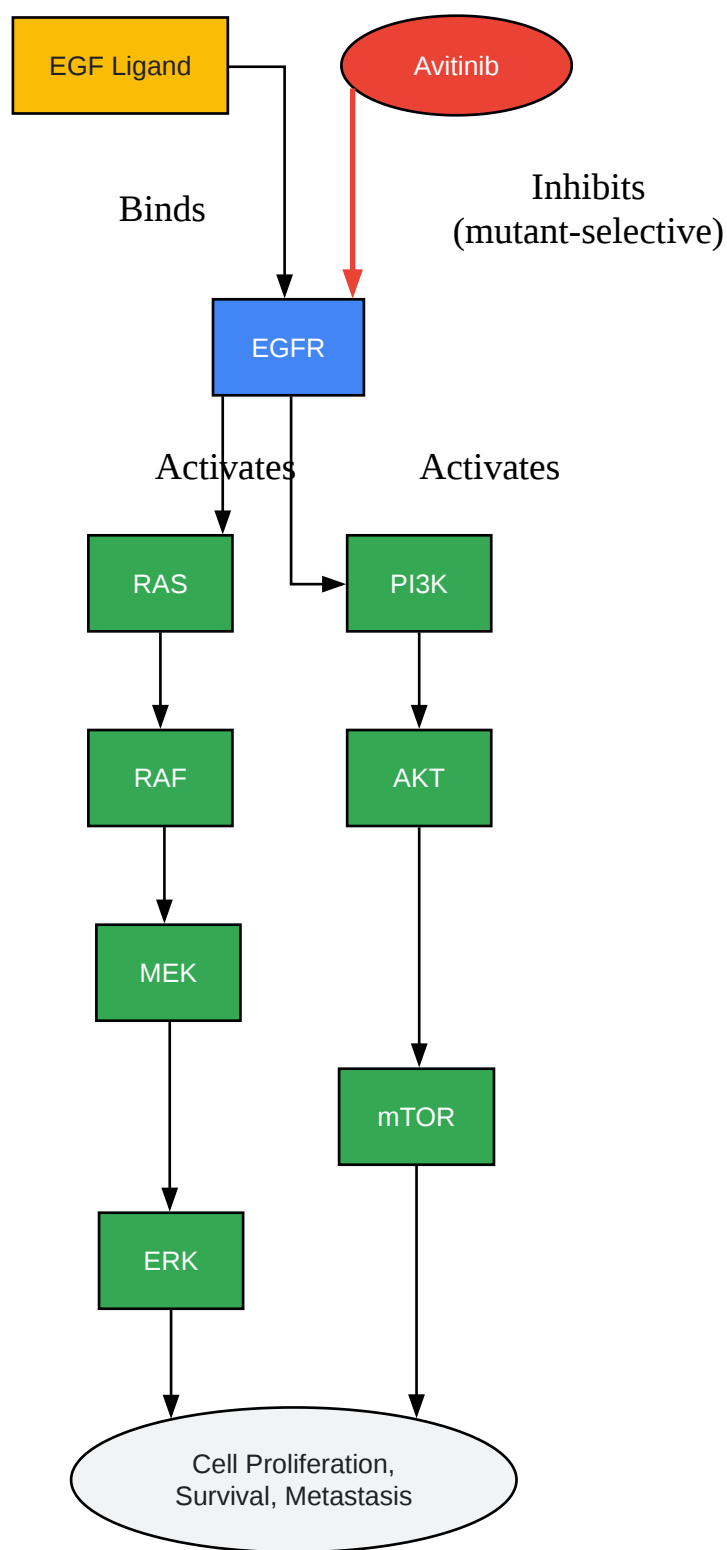 EGF Ligand
Avitinib
Binds
Inhibits
(mutant-selective)
EGFR
Activates
Activates
RAS
PI3K
RAF
AKT
MEK
mTOR
ERK
Cell Proliferation,
Survival, Metastasis